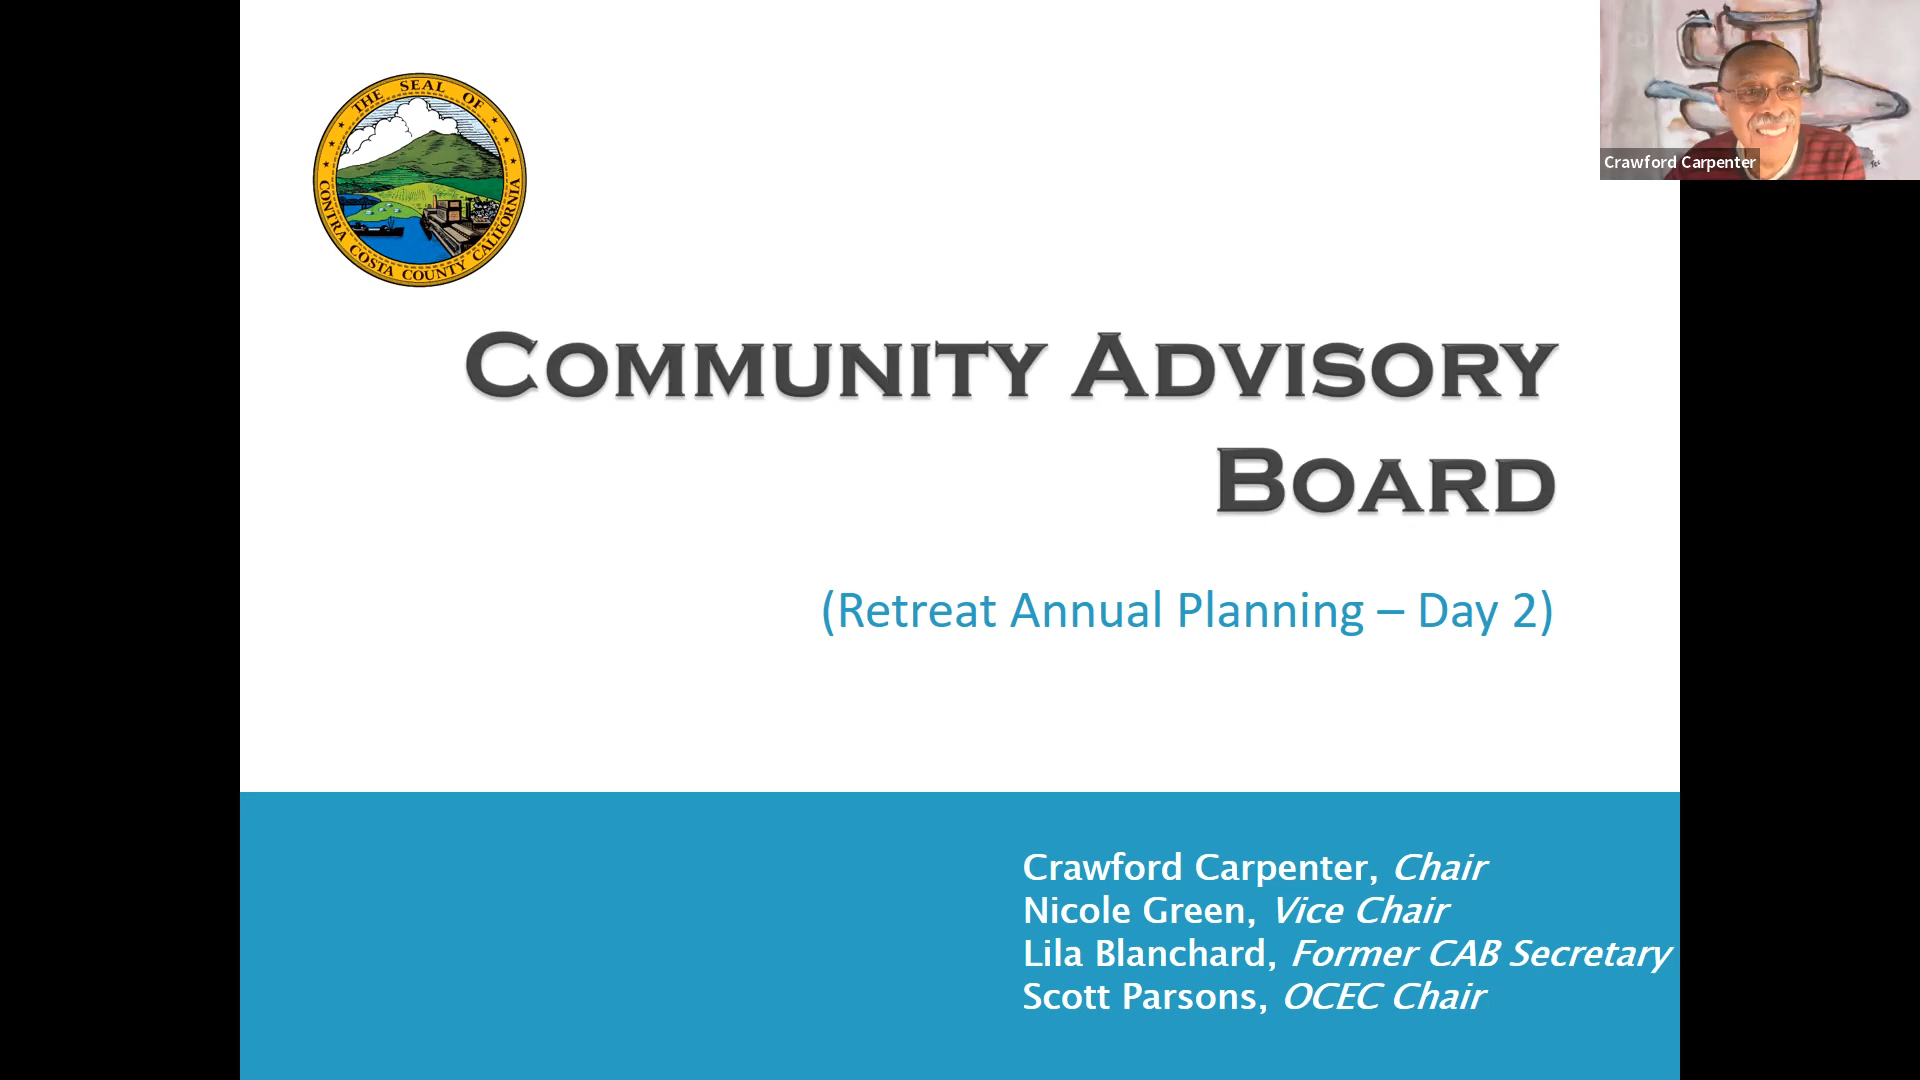 THE SEAL OF
CONTRA COSTA COUNTY CALIFORNIA
Crawford Carpenter
COMMUNITY ADVISORY
BOARD
(Retreat Annual Planning – Day 2)
Crawford Carpenter, Chair
Nicole Green, Vice Chair
Lila Blanchard, Former CAB Secretary
Scott Parsons, OCEC Chair